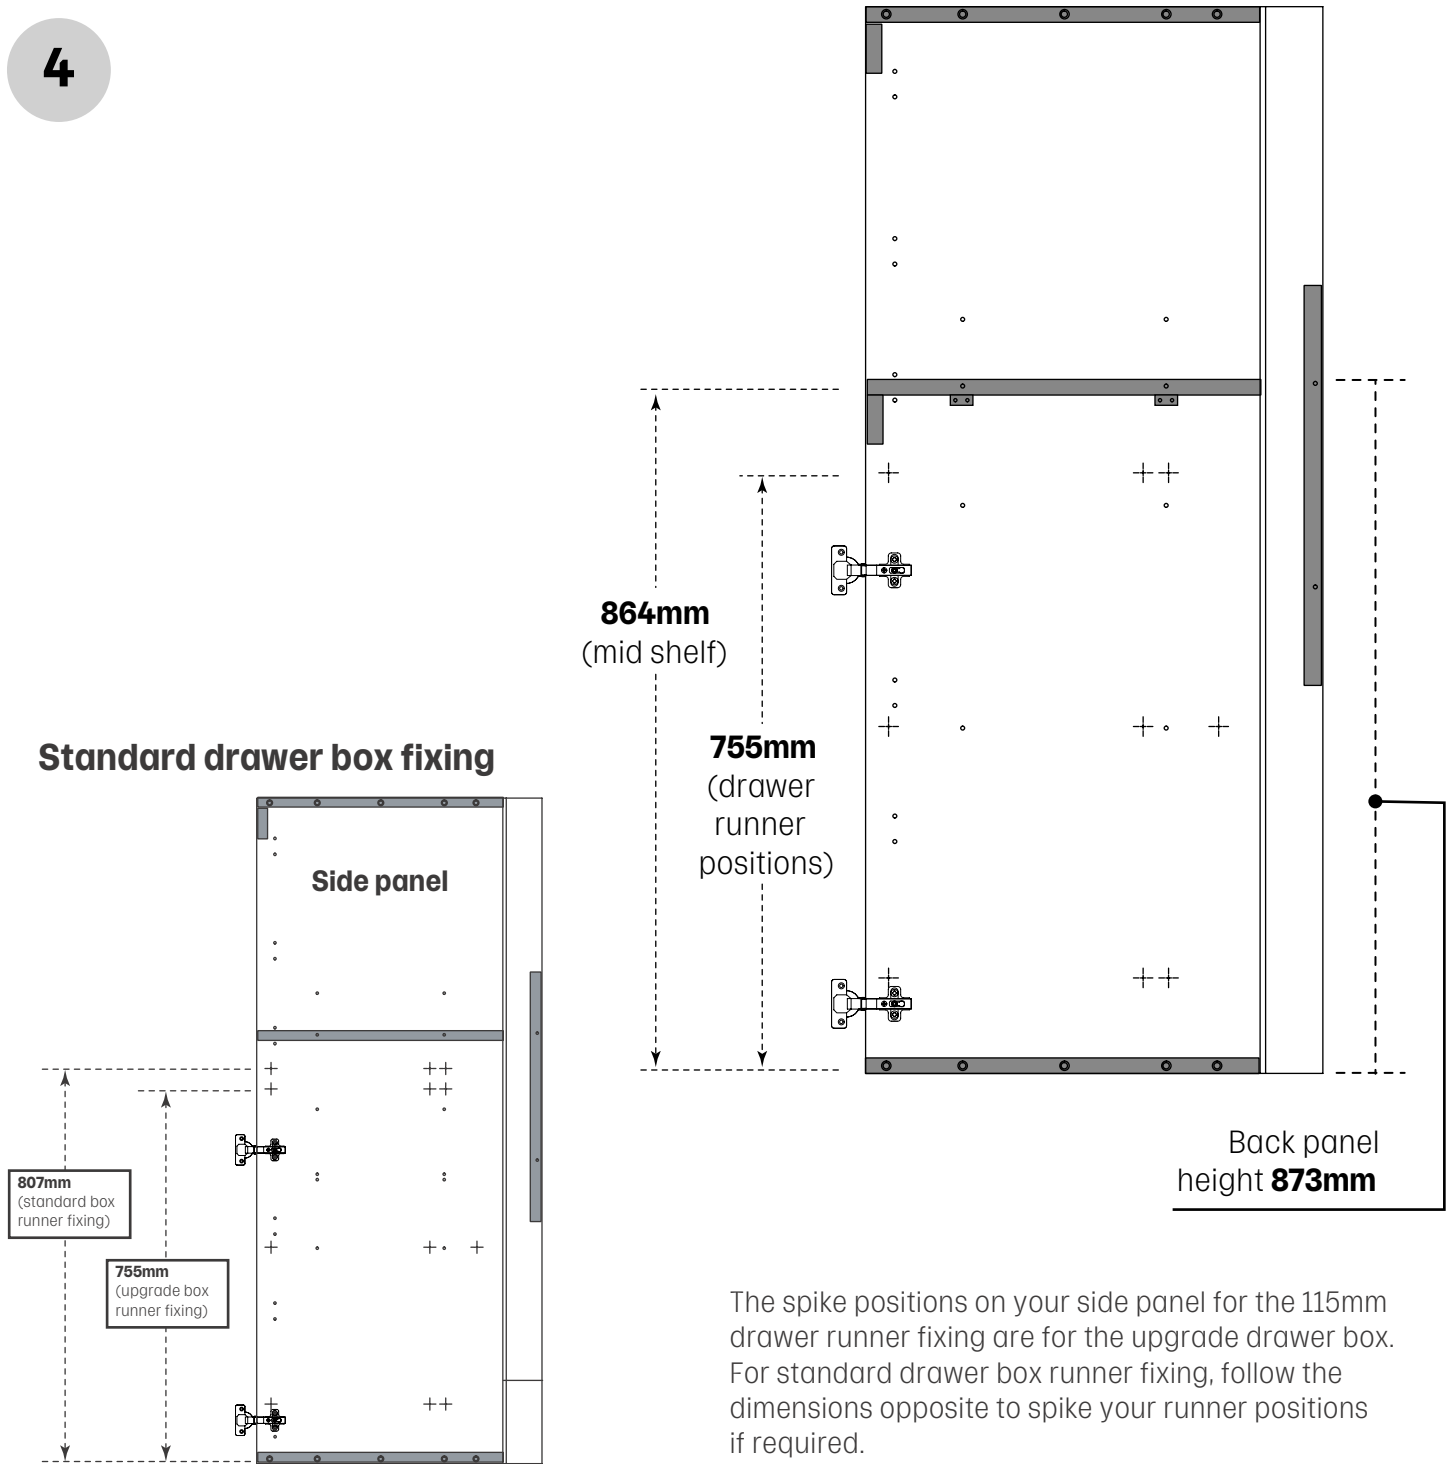 4
864mm
(mid shelf)
755mm
(drawer
runner
positions)
Back panel
height 873mm
Standard drawer box fixing
Side panel
807mm
(standard box
runner fixing)
755mm
(upgrade box
runner fixing)
The spike positions on your side panel for the 115mm
drawer runner fixing are for the upgrade drawer box.
For standard drawer box runner fixing, follow the
dimensions opposite to spike your runner positions
if required.